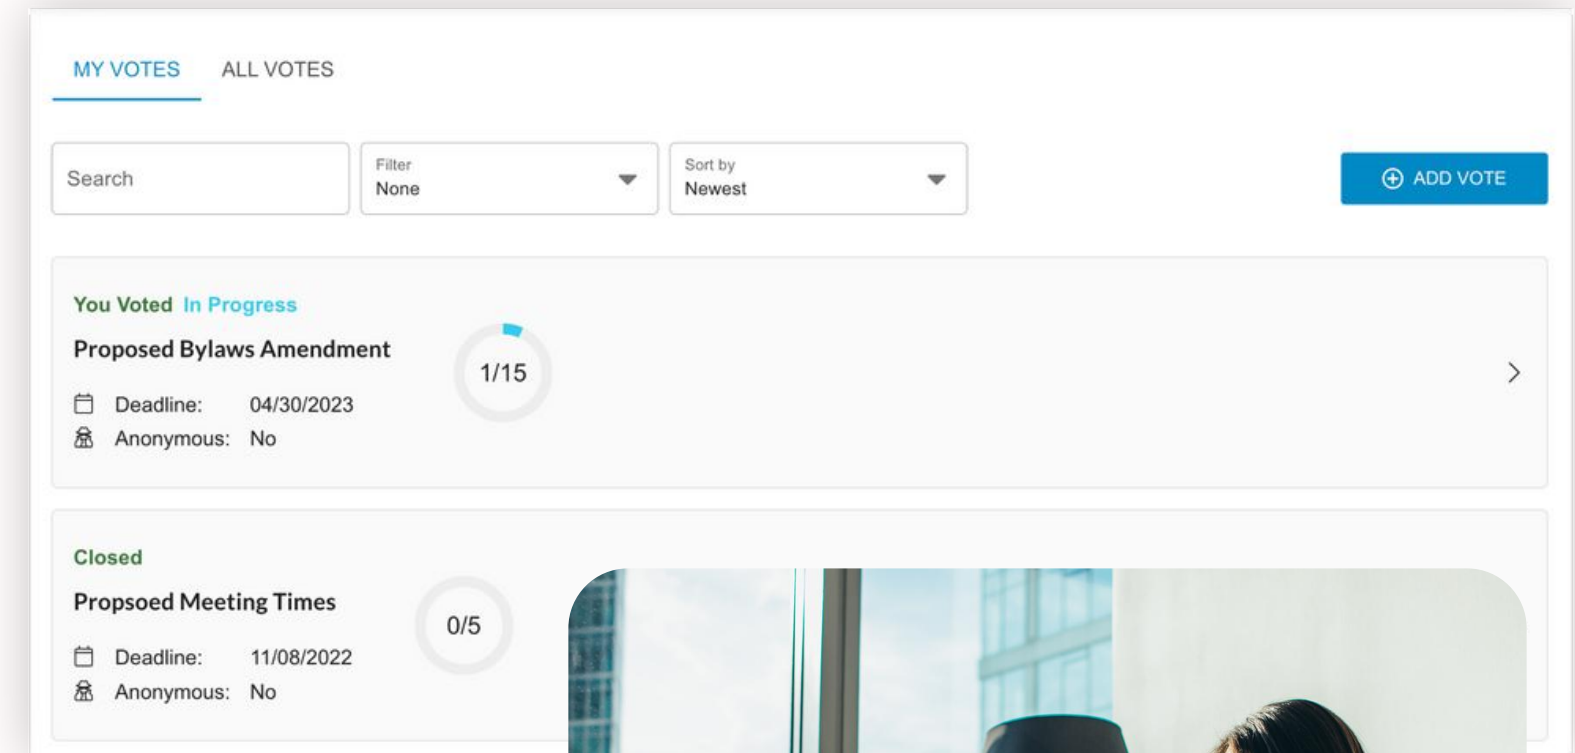 MY VOTES ALL VOTES
Search
Filter
None
Sort by
Newest
ADD VOTE
You Voted In Progress
Proposed Bylaws Amendment
1/15
Deadline: 04/30/2023
Anonymous: No
Closed
Propsoed Meeting Times
0/5
Deadline: 11/08/2022
Anonymous: No